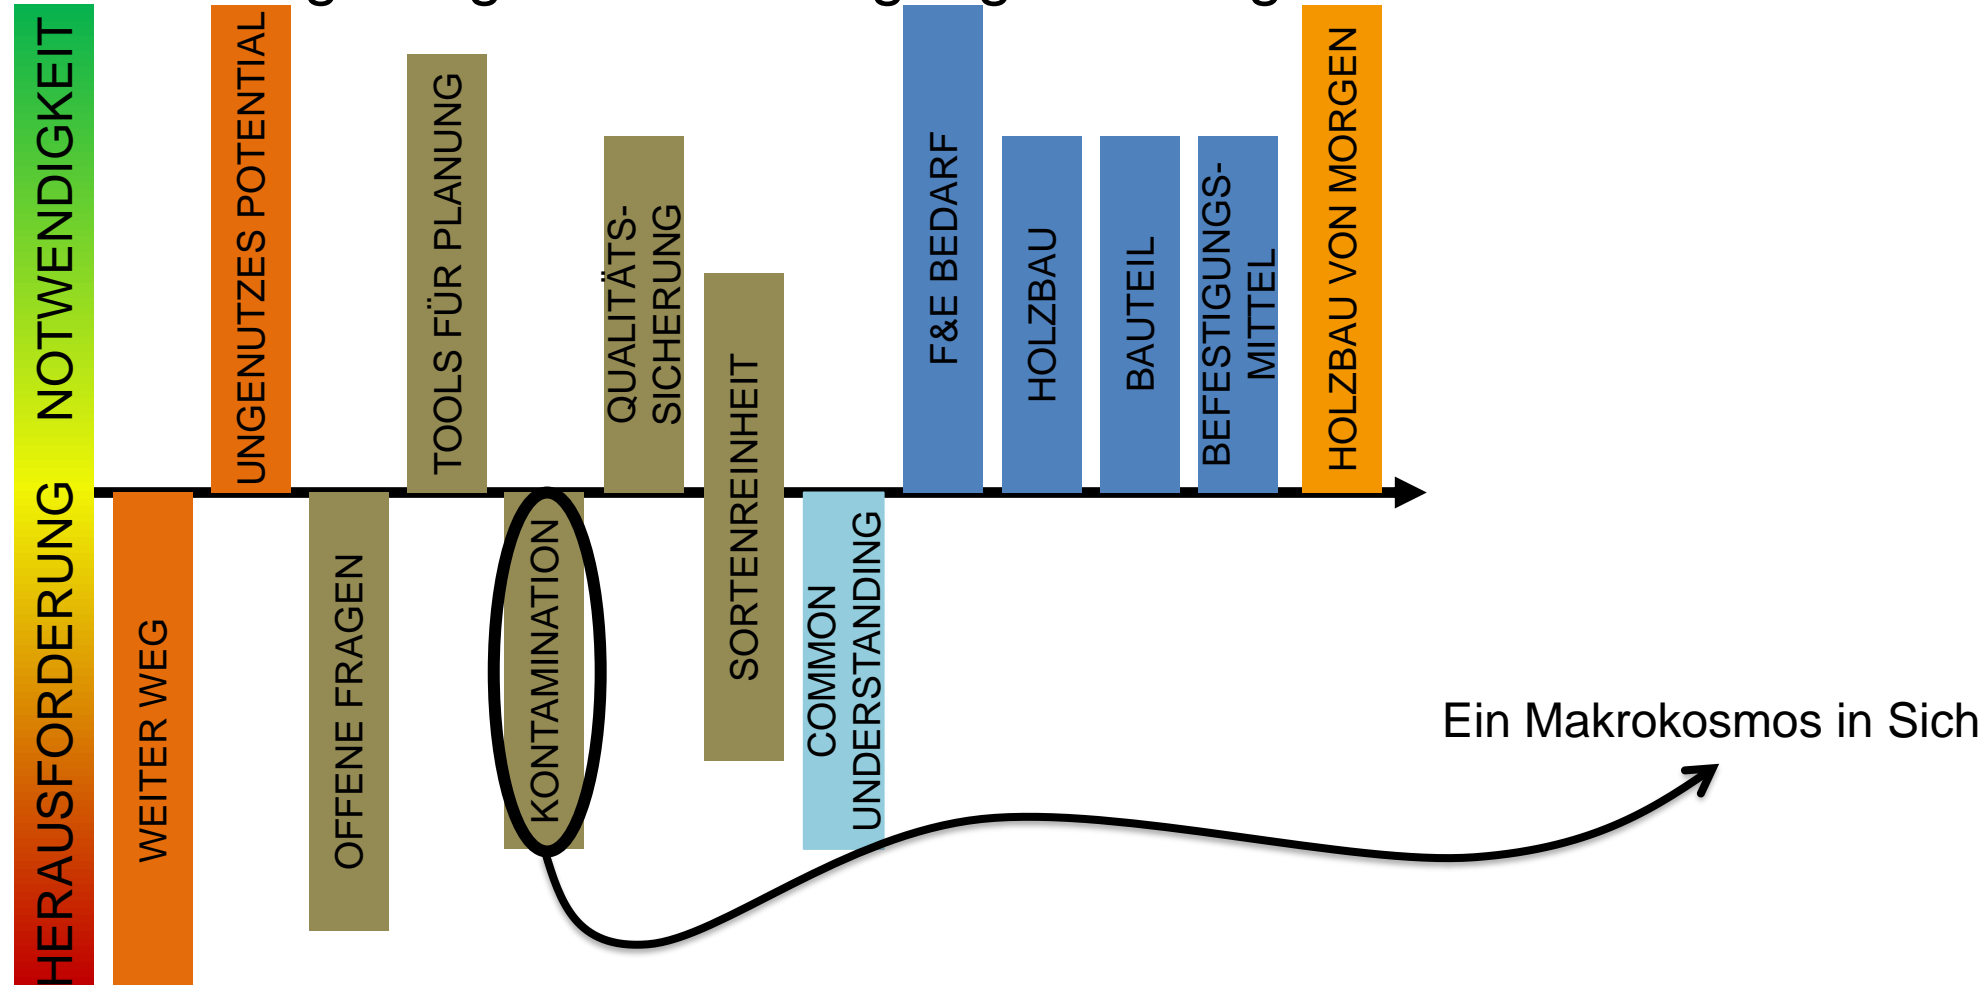 NOTWENDIGKEIT
HERAUSFORDERUNG
WEITER WEG
UNGENUTZES POTENTIAL
OFFENE FRAGEN
TOOLS FÜR PLANUNG
KONTAMINATION
QUALITÄTS-
SICHERUNG
SORTENREINHEIT
COMMON
UNDERSTANDING
F&E BEDARF
HOLZBAU
BAUTEIL
BEFESTIGUNGS-
MITTEL
HOLZBAU VON MORGEN
Ein Makrokosmos in Sich